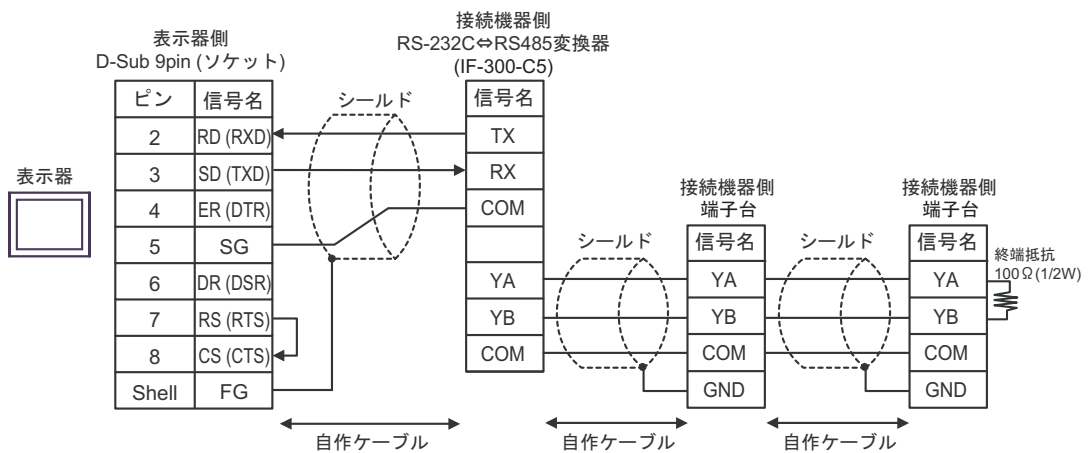 表示器
表示器側
D-Sub 9pin (ソケット)
ピン 信号名
2 RD (RXD)
3 SD (TXD)
4 ER (DTR)
5 SG
6 DR (DSR)
7 RS (RTS)
8 CS (CTS)
Shell FG
シールド
自作ケーブル
接続機器側
RS-232C⇔RS485変換器
(IF-300-C5)
信号名
TX
RX
COM
YA
YB
COM
シールド
自作ケーブル
接続機器側
端子台
信号名
YA
YB
COM
GND
シールド
自作ケーブル
接続機器側
端子台
信号名
YA
YB
COM
GND
終端抵抗
100Ω(1/2W)